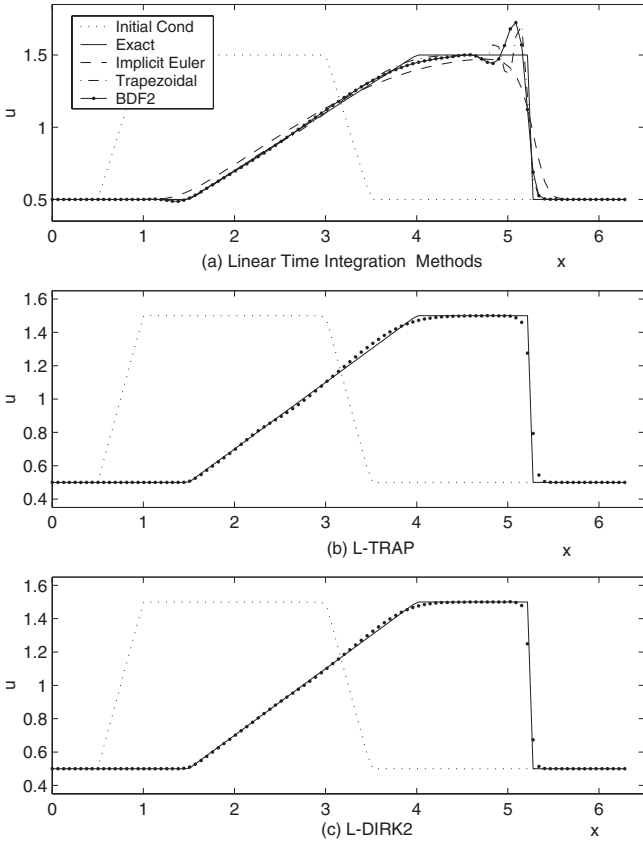 Initial Cond
Exact
Implicit Euler
Trapezoidal
BDF2
1.5
u
1
0.5
0 1 2 3 4 5 6
(a) Linear Time Integration Methods x
1.6
1.4
1.2
u
1
0.8
0.6
0.4
0 1 2 3 4 5 6
(b) L-TRAP x
1.6
1.4
1.2
u
1
0.8
0.6
0.4
0 1 2 3 4 5 6
(c) L-DIRK2 x